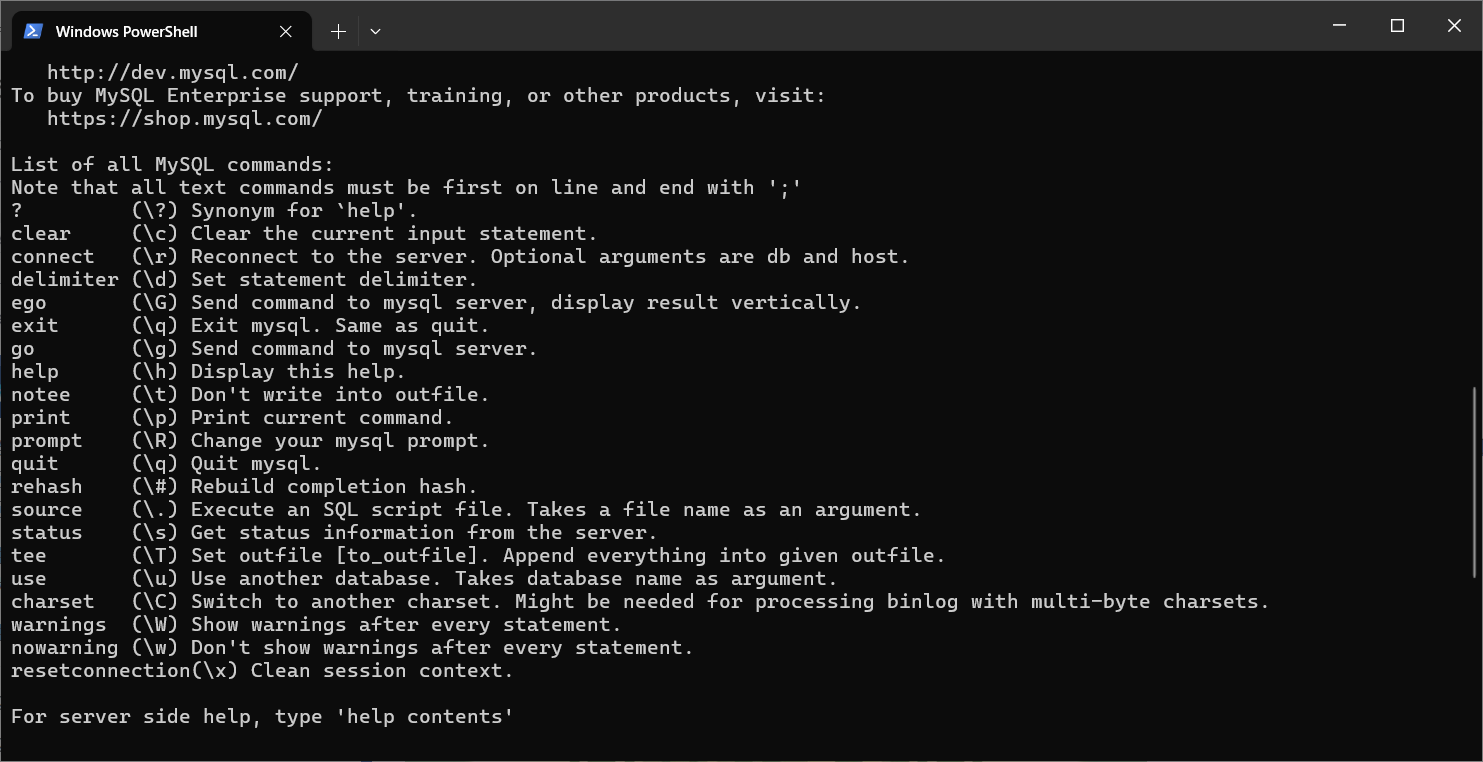 Windows PowerShell
   http://dev.mysql.com/
To buy MySQL Enterprise support, training, or other products, visit:
   https://shop.mysql.com/

List of all MySQL commands:
Note that all text commands must be first on line and end with ';'
?         (\?) Synonym for `help'.
clear     (\c) Clear the current input statement.
connect   (\r) Reconnect to the server. Optional arguments are db and host.
delimiter (\d) Set statement delimiter.
ego       (\G) Send command to mysql server, display result vertically.
exit      (\q) Exit mysql. Same as quit.
go        (\g) Send command to mysql server.
help      (\h) Display this help.
notee     (\t) Don't write into outfile.
print     (\p) Print current command.
prompt    (\R) Change your mysql prompt.
quit      (\q) Quit mysql.
rehash    (\#) Rebuild completion hash.
source    (\.) Execute an SQL script file. Takes a file name as an argument.
status    (\s) Get status information from the server.
tee       (\T) Set outfile [to_outfile]. Append everything into given outfile.
use       (\u) Use another database. Takes database name as argument.
charset   (\C) Switch to another charset. Might be needed for processing binlog with multi-byte charsets.
warnings  (\W) Show warnings after every statement.
nowarning (\w) Don't show warnings after every statement.
resetconnection(\x) Clean session context.

For server side help, type 'help contents'